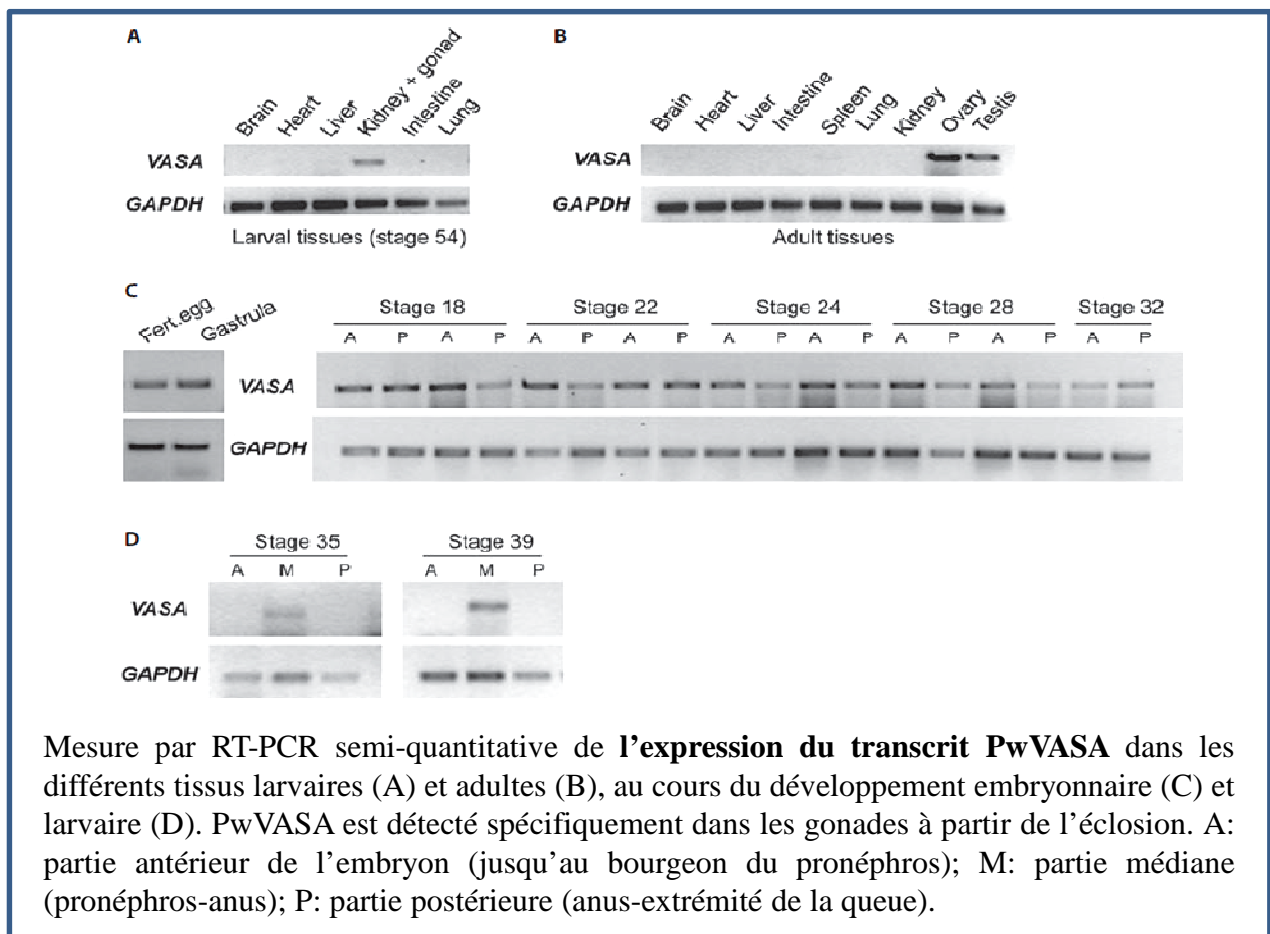 A
Brain Heart Liver Kidney + gonad Intestine Lung
VASA
GAPDH
Larval tissues (stage 54)
B
Brain Heart Liver Intestine Spleen Lung Kidney Ovary Testis
VASA
GAPDH
Adult tissues
C
Fert.egg Gastrula
Stage 18 Stage 22 Stage 24 Stage 28 Stage 32
A P A P A P A P A P A P A P A P A P
VASA
GAPDH
D
Stage 35 Stage 39
A M P A M P
VASA
GAPDH
Mesure par RT-PCR semi-quantitative de l'expression du transcrit PwVASA dans les
différents tissus larvaires (A) et adultes (B), au cours du développement embryonnaire (C) et
larvaire (D). PwVASA est détecté spécifiquement dans les gonades à partir de l'éclosion. A:
partie antérieur de l'embryon (jusqu'au bourgeon du pronéphros); M: partie médiane
(pronéphros-anus); P: partie postérieure (anus-extrémité de la queue).